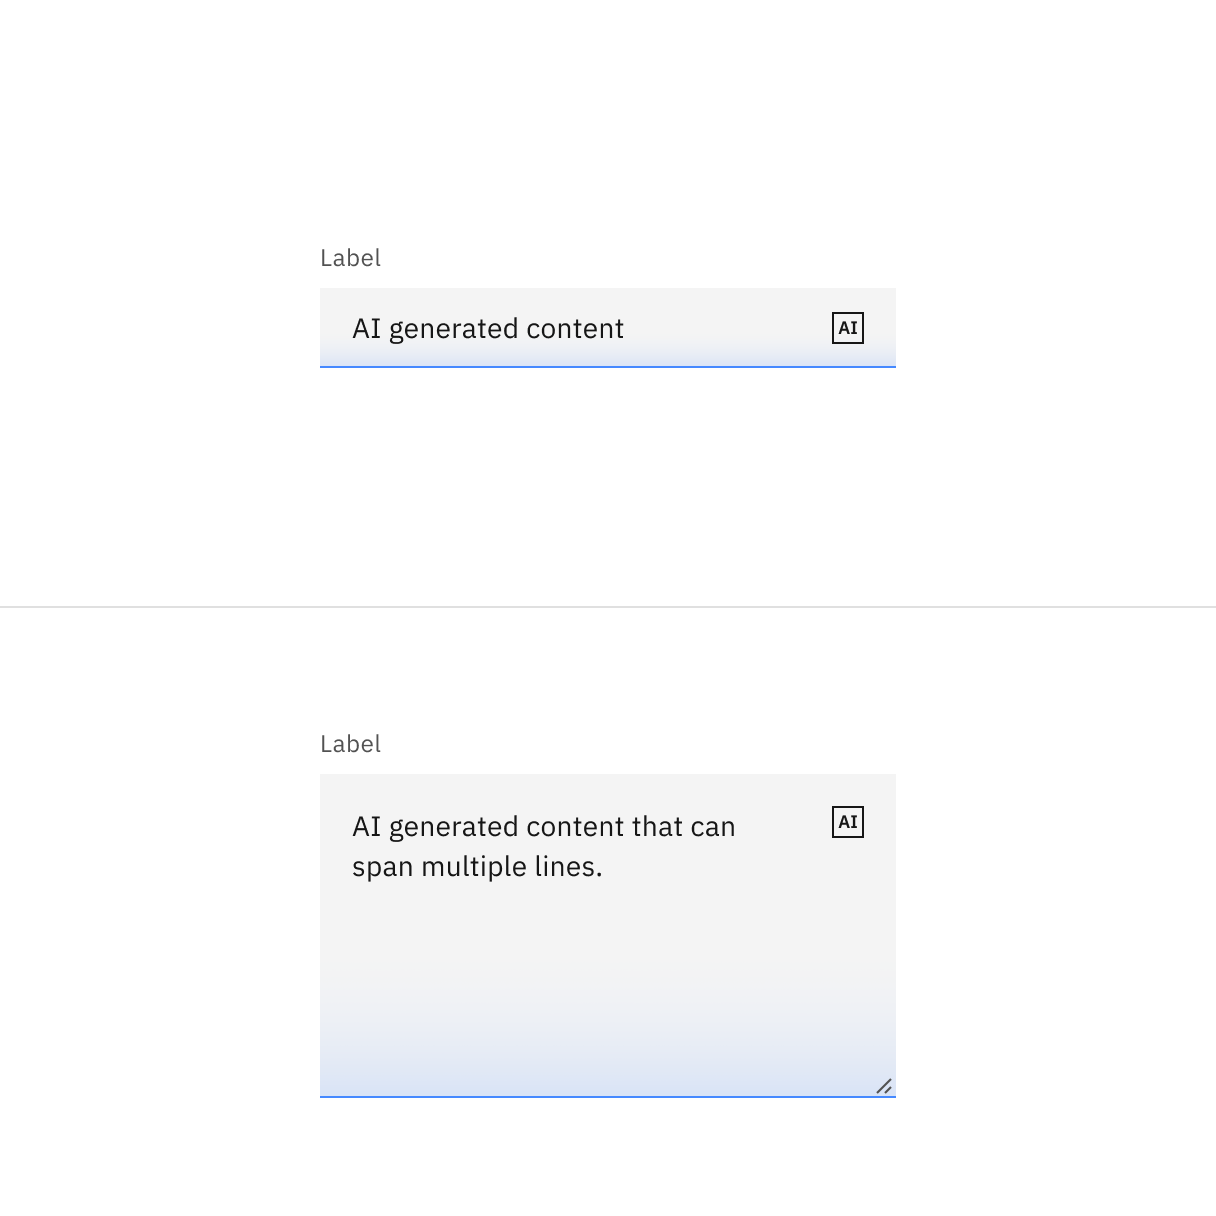 Label
AI generated content
AI
Label
AI generated content that can
AI
span multiple lines.